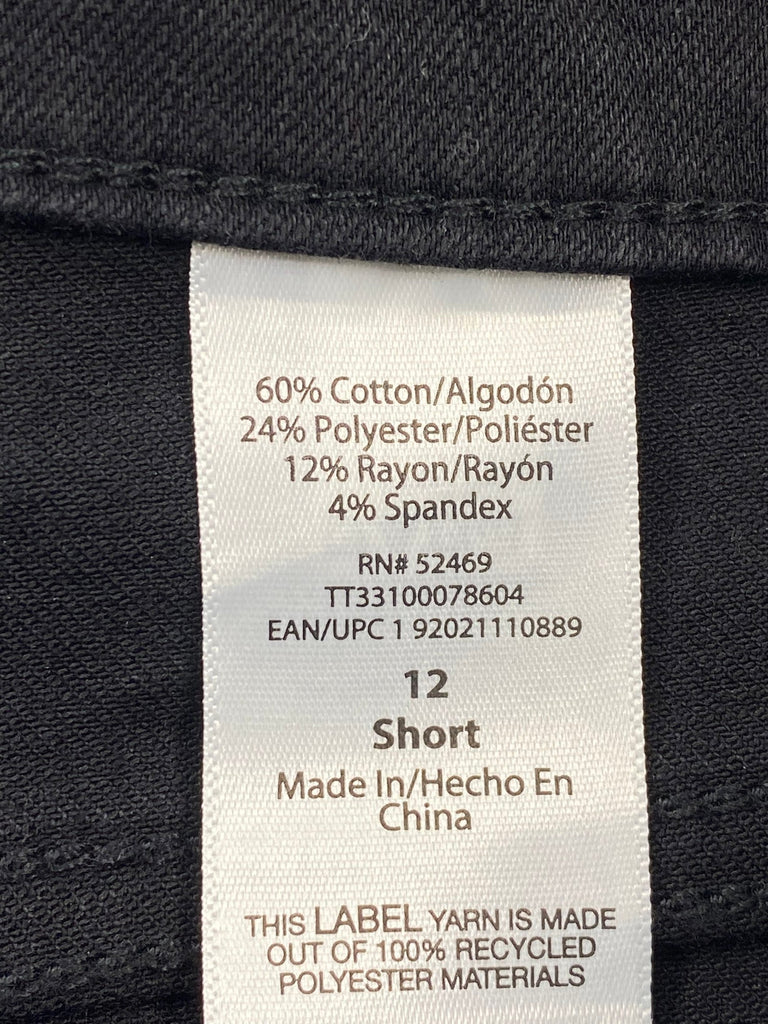 60% Cotton/Algodón
24% Polyester/Poliéster
12% Rayon/Rayón
4% Spandex
RN# 52469
TT33100078604
EAN/UPC 1 92021110889
12
Short
Made In/Hecho En
China
THIS LABEL YARN IS MADE
OUT OF 100% RECYCLED
POLYESTER MATERIALS